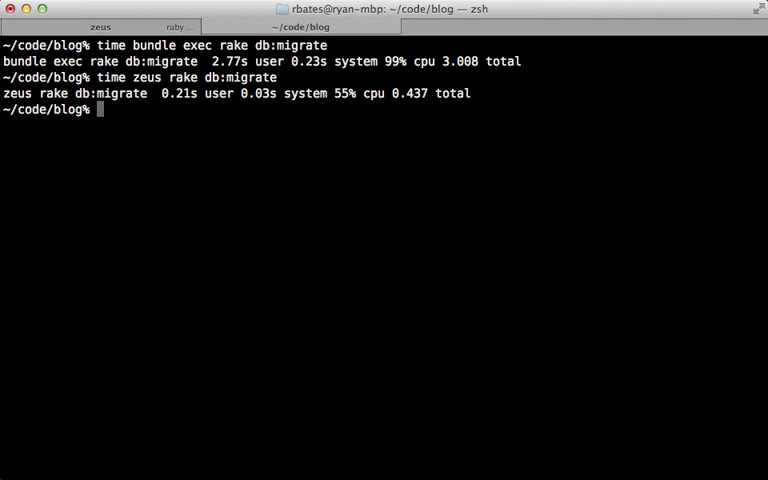 rbates@ryan-mbp: ~/code/blog — zsh
zeus ruby... ~/code/blog
~/code/blog% time bundle exec rake db:migrate
bundle exec rake db:migrate  2.77s user 0.23s system 99% cpu 3.008 total
~/code/blog% time zeus rake db:migrate
zeus rake db:migrate  0.21s user 0.03s system 55% cpu 0.437 total
~/code/blog%